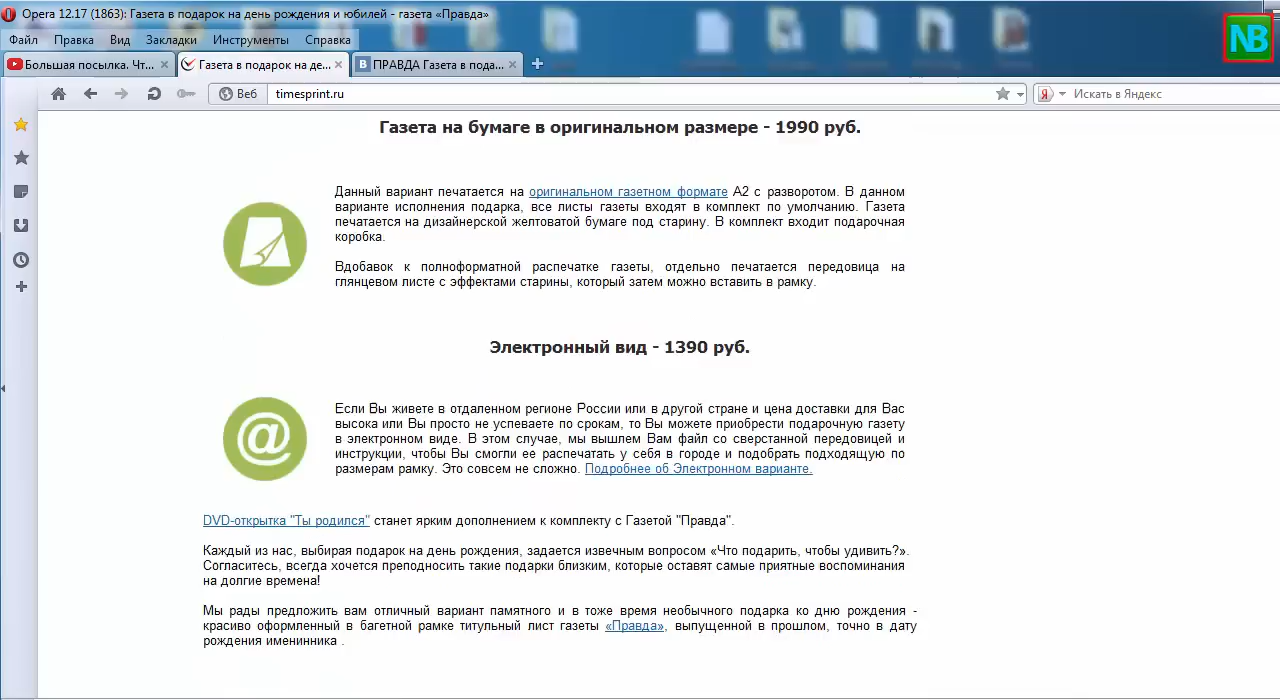 Opera 12.17 (1863): Газета в подарок на день рождения и юбилей - газета «Правда»
Файл Правка Вид Закладки Инструменты Справка
NB
Большая посылка. Чт... Газета в подарок на де... В ПРАВДА Газета в пода...
Веб timesprint.ru Я Искать в Яндекс
Газета на бумаге в оригинальном размере - 1990 руб.
Данный вариант печатается на оригинальном газетном формате А2 с разворотом. В данном
варианте исполнения подарка, все листы газеты входят в комплект по умолчанию. Газета
печатается на дизайнерской желтоватой бумаге под старину. В комплект входит подарочная
коробка.
Вдобавок к полноформатной распечатке газеты, отдельно печатается передовица на
глянцевом листе с эффектами старины, который затем можно вставить в рамку.
Электронный вид - 1390 руб.
@
Если Вы живете в отдаленном регионе России или в другой стране и цена доставки для Вас
высока или Вы просто не успеваете по срокам, то Вы можете приобрести подарочную газету
в электронном виде. В этом случае, мы вышлем Вам файл со сверстанной передовицей и
инструкции, чтобы Вы смогли её распечатать у себя в городе и подобрать подходящую по
размерам рамку. Это совсем не сложно. Подробнее об Электронном варианте.
DVD-открытка "Ты родился" станет ярким дополнением к комплекту с Газетой "Правда".
Каждый из нас, выбирая подарок на день рождения, задается извечным вопросом «Что подарить, чтобы удивить?».
Согласитесь, всегда хочется преподносить такие подарки близким, которые оставят самые приятные воспоминания
на долгие времена!
Мы рады предложить вам отличный вариант памятного и в тоже время необычного подарка ко дню рождения -
красиво оформленный в багетной рамке титульный лист газеты «Правда», выпущенной в прошлом, точно в дату
рождения именинника .